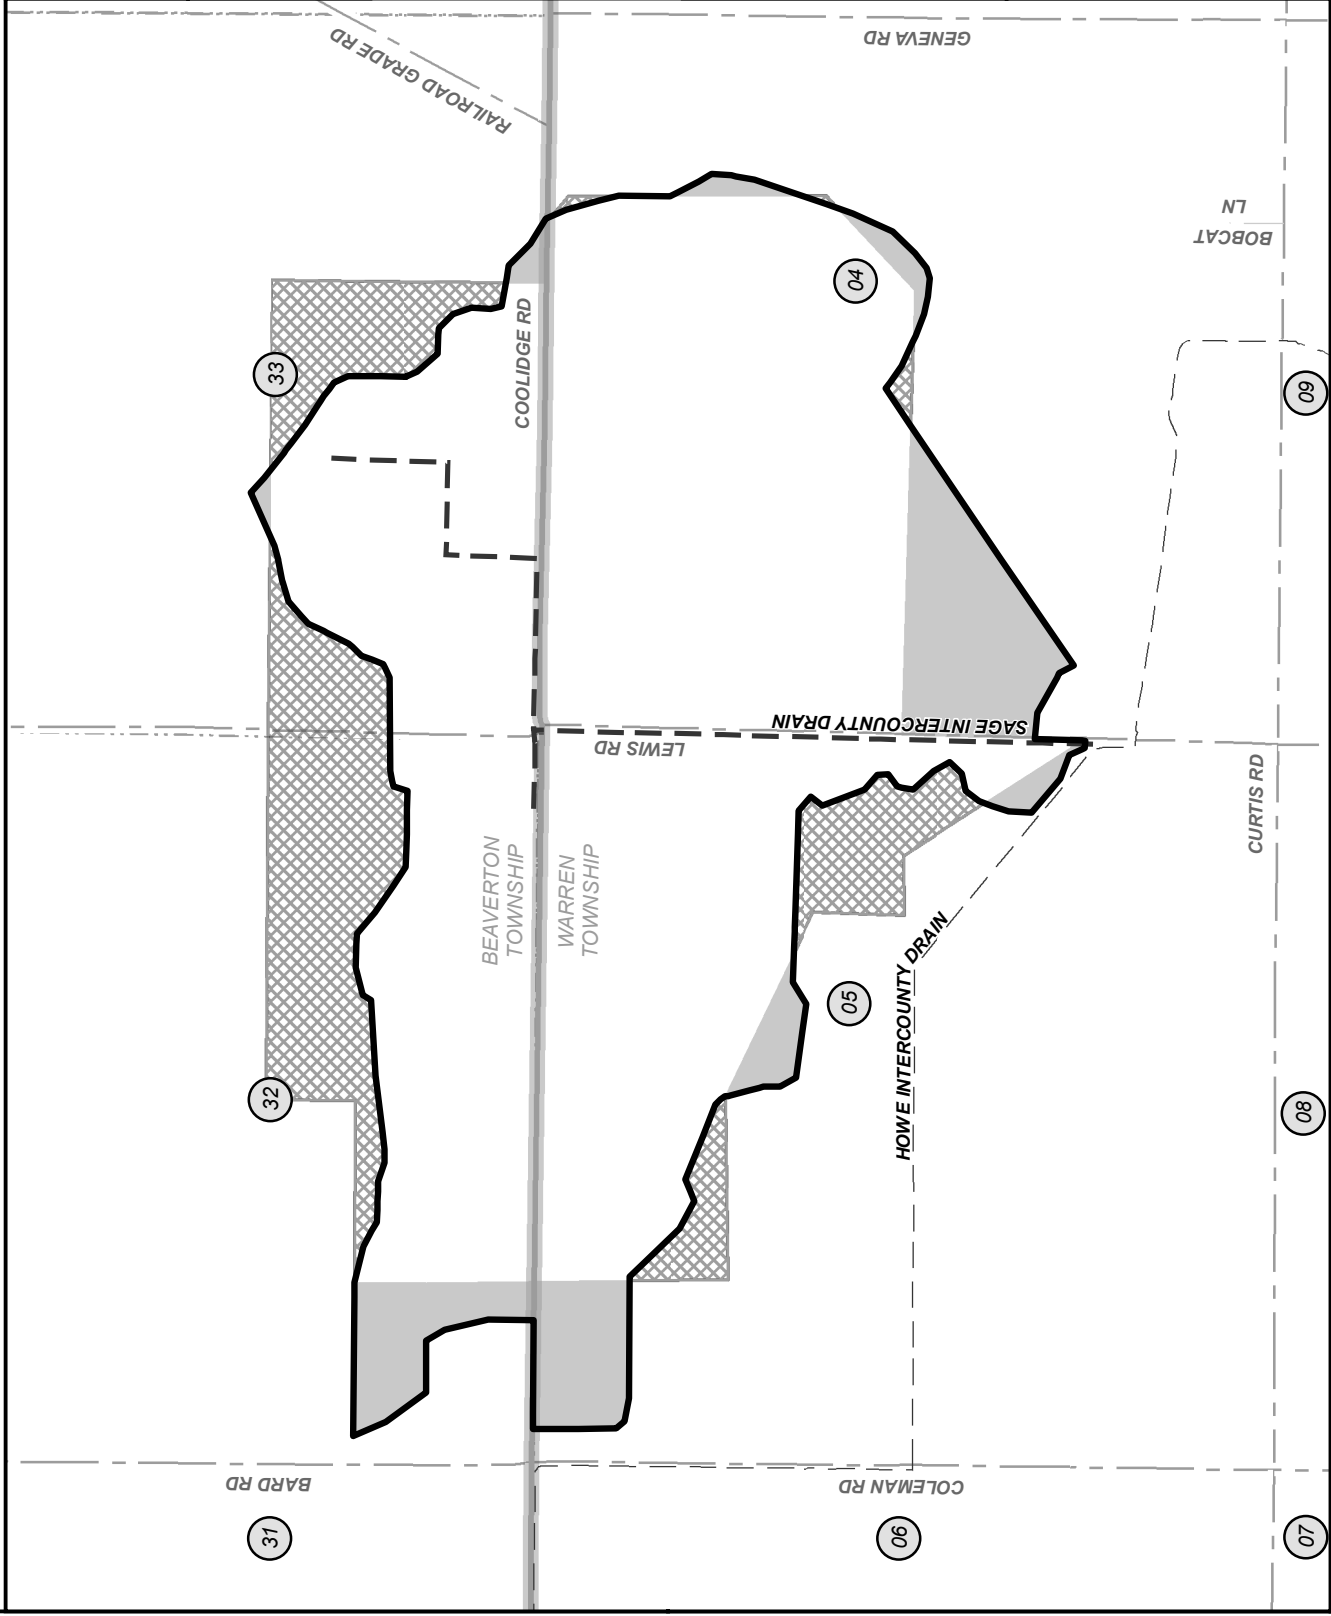 RAILROAD GRADE RD
GENEVA RD
BOBCAT
LN
04
COOLIDGE RD
33
09
SAGE INTERCOUNTY DRAIN
LEWIS RD
CURTIS RD
BEAVERTON
TOWNSHIP
WARREN
TOWNSHIP
HOWE INTERCOUNTY DRAIN
05
32
08
BARD RD
COLEMAN RD
31
06
07